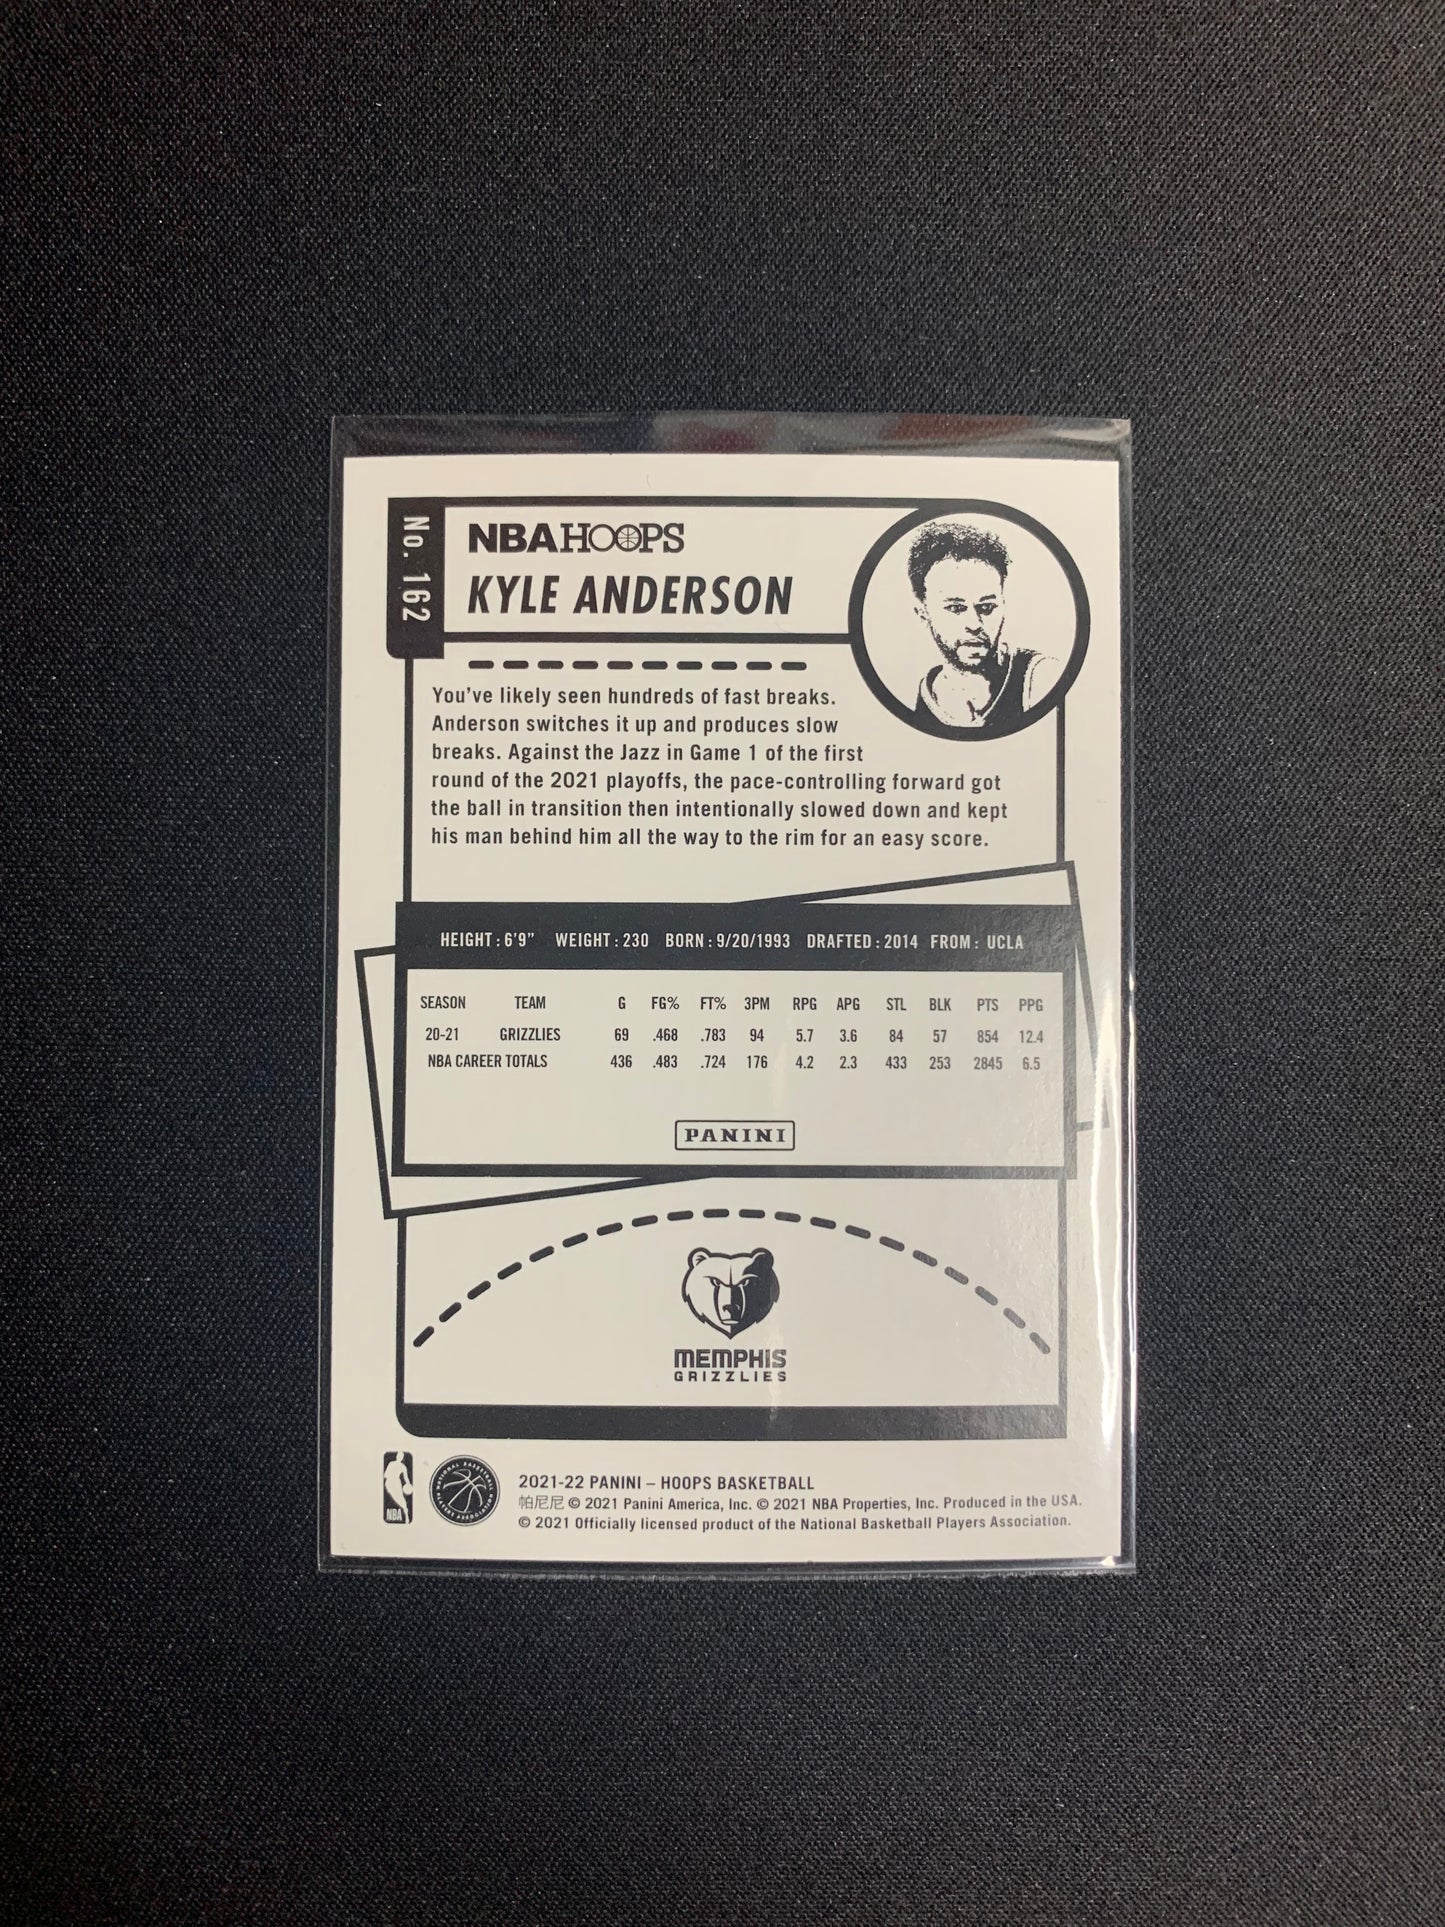 No. 162
NBA HOOPS
KYLE ANDERSON
You've likely seen hundreds of fast breaks.
Anderson switches it up and produces slow
breaks. Against the Jazz in Game 1 of the first
round of the 2021 playoffs, the pace-controlling forward got
the ball in transition then intentionally slowed down and kept
his man behind him all the way to the rim for an easy score.
HEIGHT : 6'9" WEIGHT : 230 BORN : 9/20/1993 DRAFTED : 2014 FROM : UCLA
SEASON TEAM G FG% FT% 3PM RPG APG STL BLK PTS PPG
20-21 GRIZZLIES 69 .468 .783 94 5.7 3.6 84 57 854 12.4
NBA CAREER TOTALS 436 .483 .724 176 4.2 2.3 433 253 2845 6.5
PANINI
MEMPHIS
GRIZZLIES
NBA
NATIONAL BASKETBALL PLAYERS ASSOCIATION
2021-22 PANINI – HOOPS BASKETBALL
帕尼尼 © 2021 Panini America, Inc. © 2021 NBA Properties, Inc. Produced in the USA.
© 2021 Officially licensed product of the National Basketball Players Association.